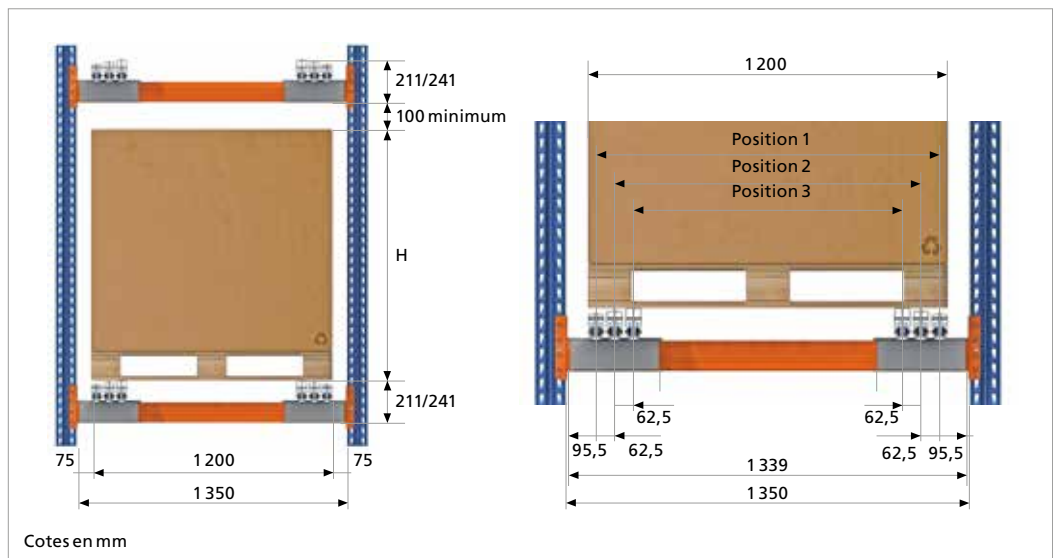 211/241
100 minimum
H
211/241
75
1 200
75
1 350
1 200
Position 1
Position 2
Position 3
62,5
62,5
95,5
62,5
62,5
95,5
1 339
1 350
Cotes en mm